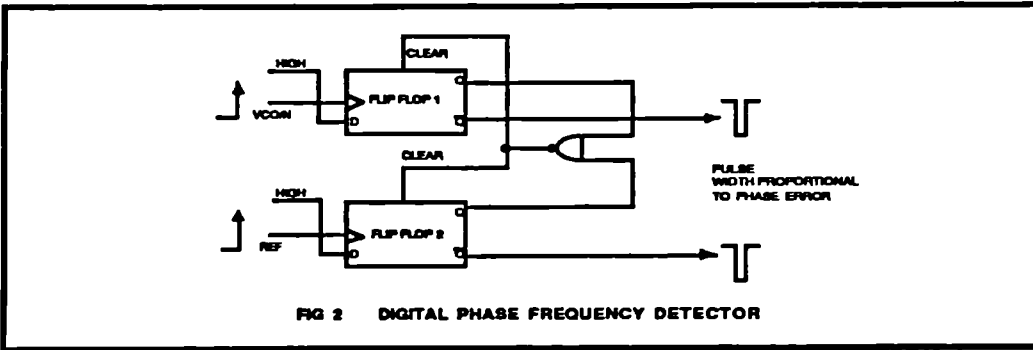 CLEAR
HIGH
FLIP FLOP 1
VCO/N
D
Q
Q
CLEAR
PULSE
WIDTH PROPORTIONAL
TO PHASE ERROR
HIGH
FLIP FLOP 2
REF
D
Q
Q
FIG 2 DIGITAL PHASE FREQUENCY DETECTOR